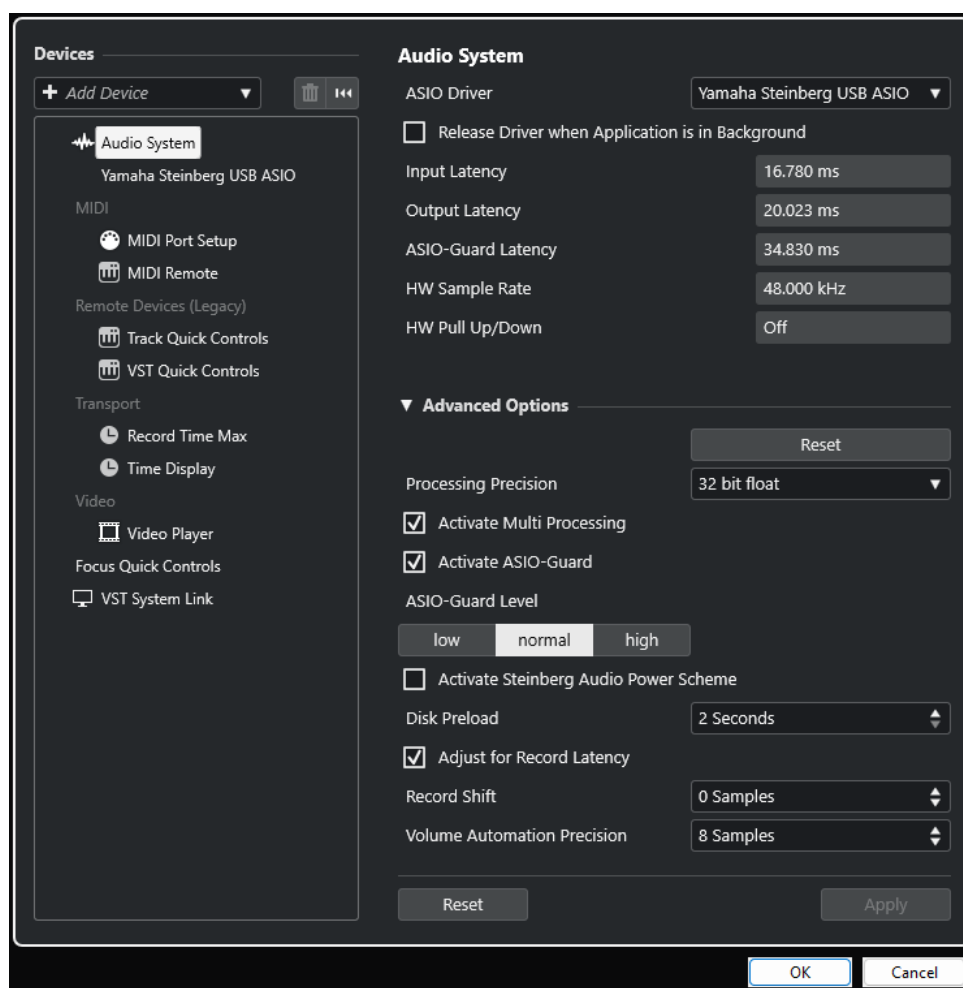 Devices
Add Device
Audio System
Yamaha Steinberg USB ASIO
MIDI
MIDI Port Setup
MIDI Remote
Remote Devices (Legacy)
Track Quick Controls
VST Quick Controls
Transport
Record Time Max
Time Display
Video
Video Player
Focus Quick Controls
VST System Link
Audio System
ASIO Driver Yamaha Steinberg USB ASIO
Release Driver when Application is in Background
Input Latency 16.780 ms
Output Latency 20.023 ms
ASIO-Guard Latency 34.830 ms
HW Sample Rate 48.000 kHz
HW Pull Up/Down Off
Advanced Options
Reset
Processing Precision 32 bit float
Activate Multi Processing
Activate ASIO-Guard
ASIO-Guard Level
low normal high
Activate Steinberg Audio Power Scheme
Disk Preload 2 Seconds
Adjust for Record Latency
Record Shift 0 Samples
Volume Automation Precision 8 Samples
Reset Apply
OK Cancel